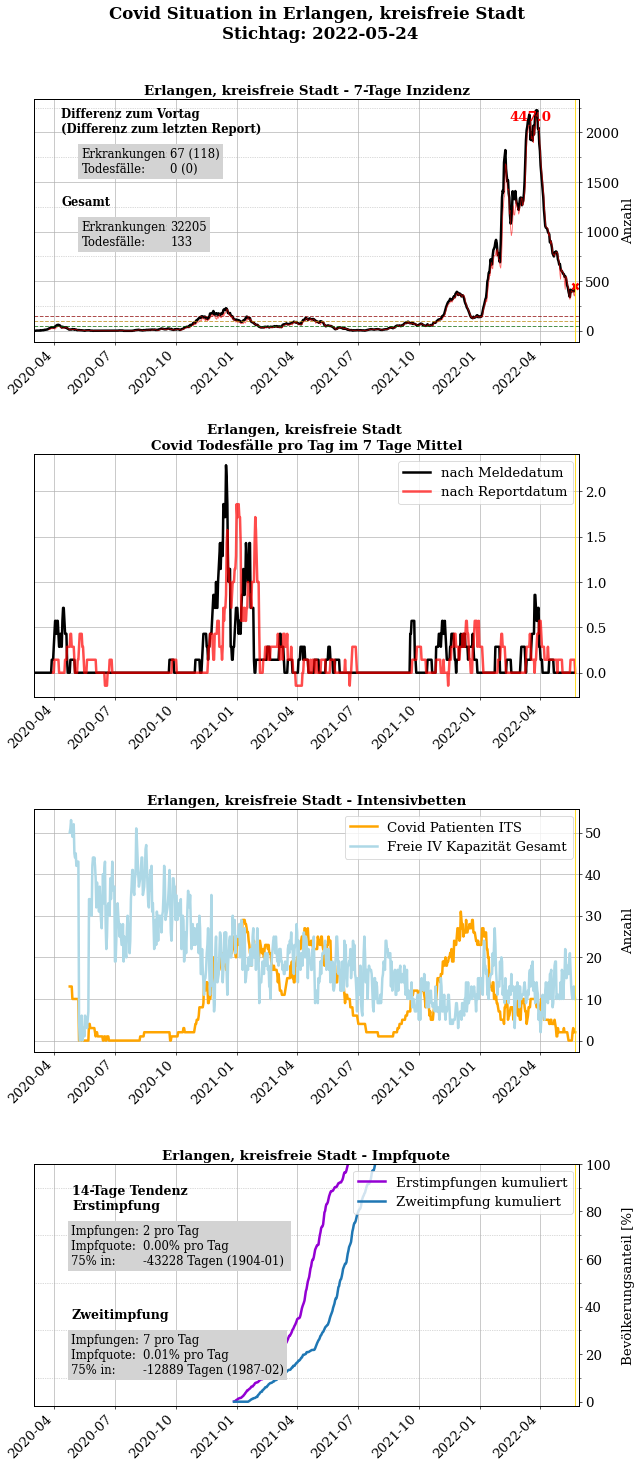 Covid Situation in Erlangen, kreisfreie Stadt
Stichtag: 2022-05-24
Erlangen, kreisfreie Stadt - 7-Tage Inzidenz
Differenz zum Vortag
(Differenz zum letzten Report)
Erkrankungen 67 (118)
Todesfälle: 0 (0)
Gesamt
Erkrankungen 32205
Todesfälle: 133
2000
1500
1000
500
0
Anzahl
2020-04 2020-07 2020-10 2021-01 2021-04 2021-07 2021-10 2022-01 2022-04
Erlangen, kreisfreie Stadt
Covid Todesfälle pro Tag im 7 Tage Mittel
nach Meldedatum
nach Reportdatum
2.0
1.5
1.0
0.5
0.0
2020-04 2020-07 2020-10 2021-01 2021-04 2021-07 2021-10 2022-01 2022-04
Erlangen, kreisfreie Stadt - Intensivbetten
Covid Patienten ITS
Freie IV Kapazität Gesamt
50
40
30
20
10
0
Anzahl
2020-04 2020-07 2020-10 2021-01 2021-04 2021-07 2021-10 2022-01 2022-04
Erlangen, kreisfreie Stadt - Impfquote
Erstimpfungen kumuliert
Zweitimpfung kumuliert
14-Tage Tendenz
Erstimpfung
Impfungen: 2 pro Tag
Impfquote: 0.00% pro Tag
75% in: -43228 Tagen (1904-01)
Zweitimpfung
Impfungen: 7 pro Tag
Impfquote: 0.01% pro Tag
75% in: -12889 Tagen (1987-02)
100
80
60
40
20
0
Bevölkerungsanteil [%]
2020-04 2020-07 2020-10 2021-01 2021-04 2021-07 2021-10 2022-01 2022-04